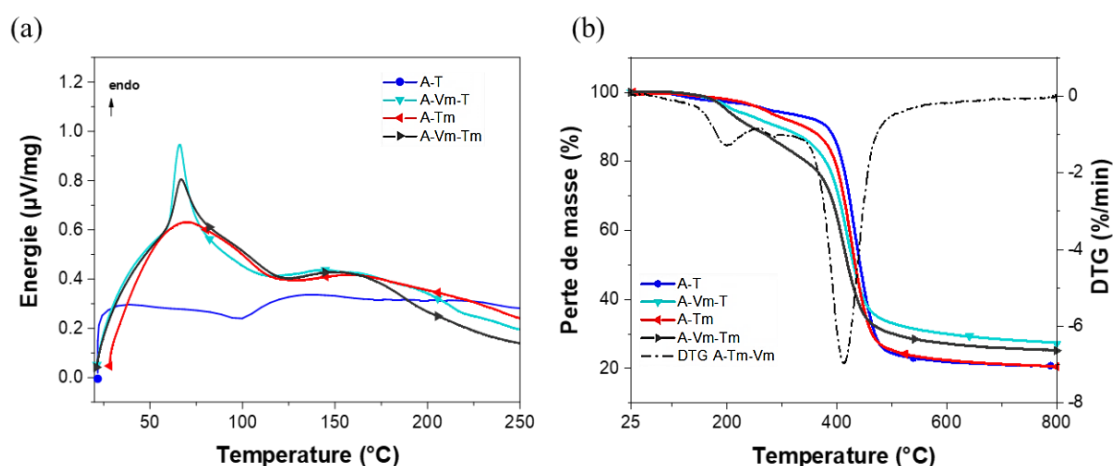 (a)
Energie (µV/mg)
1.2
1.0
0.8
0.6
0.4
0.2
0.0
endo
A-T
A-Vm-T
A-Tm
A-Vm-Tm
50 100 150 200 250
Temperature (°C)
(b)
Perte de masse (%)
100
80
60
40
20
A-T
A-Vm-T
A-Tm
A-Vm-Tm
DTG A-Tm-Vm
0
-2
-4
-6
-8
DTG (%/min)
25 200 400 600 800
Temperature (°C)